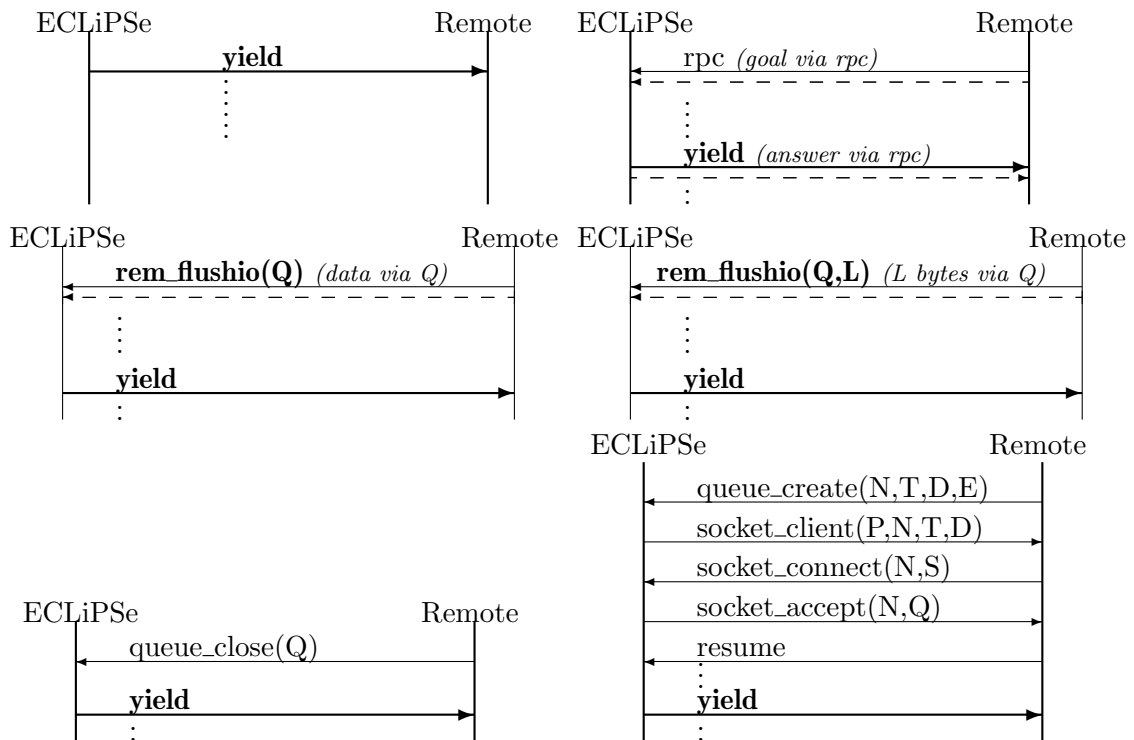 ECLiPSe Remote
yield
ECLiPSe Remote
rpc (goal via rpc)
yield (answer via rpc)
ECLiPSe Remote
rem_flushio(Q) (data via Q)
yield
ECLiPSe Remote
rem_flushio(Q,L) (L bytes via Q)
yield
ECLiPSe Remote
queue_close(Q)
yield
ECLiPSe Remote
queue_create(N,T,D,E)
socket_client(P,N,T,D)
socket_connect(N,S)
socket_accept(N,Q)
resume
yield